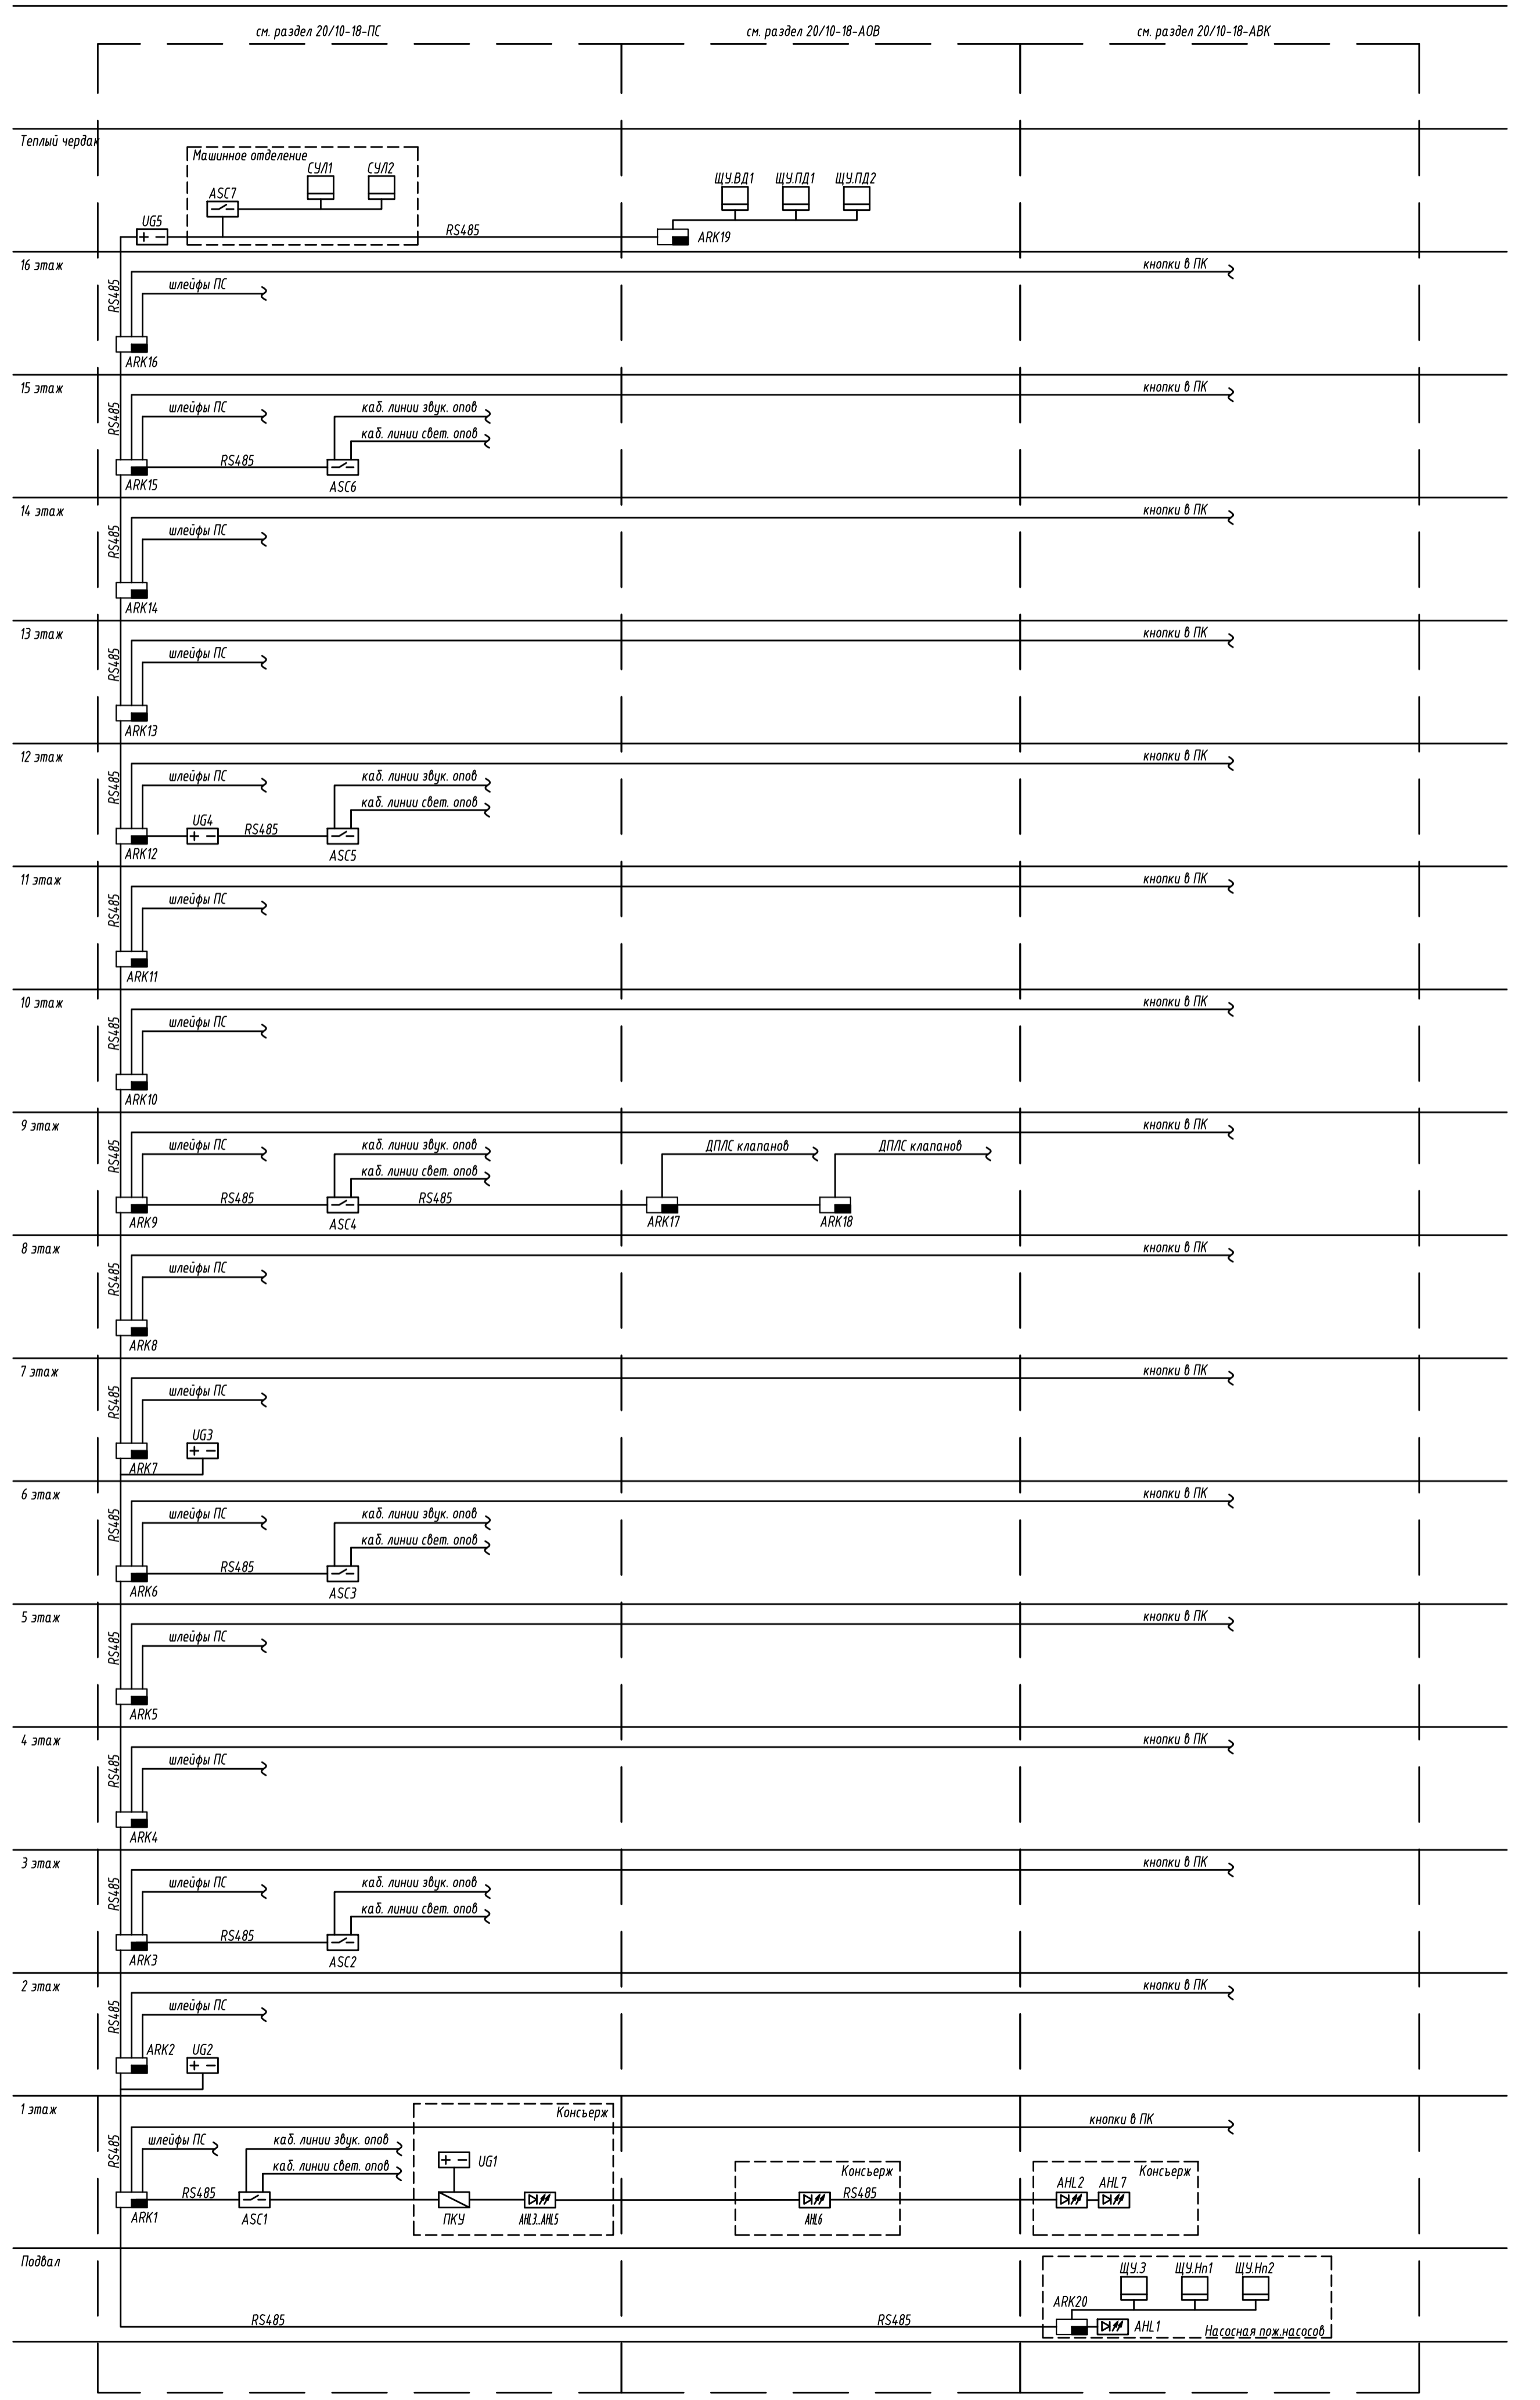 см. раздел 20/10-18-ПС
см. раздел 20/10-18-АОВ
см. раздел 20/10-18-АВК
Теплый чердак
Машинное отделение
СУЛ1
СУЛ2
ASC7
UG5
RS485
ЩУ.ВД1
ЩУ.ПД1
ЩУ.ПД2
ARK19
16 этаж
RS485
шлейфы ПС
кнопки в ПК
ARK16
15 этаж
RS485
шлейфы ПС
каб. линии звук. опов
каб. линии свет. опов
кнопки в ПК
RS485
ARK15
ASC6
14 этаж
RS485
шлейфы ПС
кнопки в ПК
ARK14
13 этаж
RS485
шлейфы ПС
кнопки в ПК
ARK13
12 этаж
RS485
шлейфы ПС
каб. линии звук. опов
каб. линии свет. опов
кнопки в ПК
UG4
RS485
ARK12
ASC5
11 этаж
RS485
шлейфы ПС
кнопки в ПК
ARK11
10 этаж
RS485
шлейфы ПС
кнопки в ПК
ARK10
9 этаж
RS485
шлейфы ПС
каб. линии звук. опов
каб. линии свет. опов
ДПЛС клапанов
ДПЛС клапанов
кнопки в ПК
RS485
RS485
ARK9
ASC4
ARK17
ARK18
8 этаж
RS485
шлейфы ПС
кнопки в ПК
ARK8
7 этаж
RS485
шлейфы ПС
кнопки в ПК
UG3
ARK7
6 этаж
RS485
шлейфы ПС
каб. линии звук. опов
каб. линии свет. опов
кнопки в ПК
RS485
ARK6
ASC3
5 этаж
RS485
шлейфы ПС
кнопки в ПК
ARK5
4 этаж
RS485
шлейфы ПС
кнопки в ПК
ARK4
3 этаж
RS485
шлейфы ПС
каб. линии звук. опов
каб. линии свет. опов
кнопки в ПК
RS485
ARK3
ASC2
2 этаж
RS485
шлейфы ПС
кнопки в ПК
ARK2
UG2
1 этаж
RS485
шлейфы ПС
каб. линии звук. опов
каб. линии свет. опов
Консьерж
кнопки в ПК
UG1
Консьерж
Консьерж
RS485
RS485
AHL2
AHL7
ARK1
ASC1
ПКУ
AHL3...AHL5
AHL6
Подвал
ЩУ.З
ЩУ.Нп1
ЩУ.Нп2
ARK20
RS485
RS485
AHL1
Насосная пож.насосов